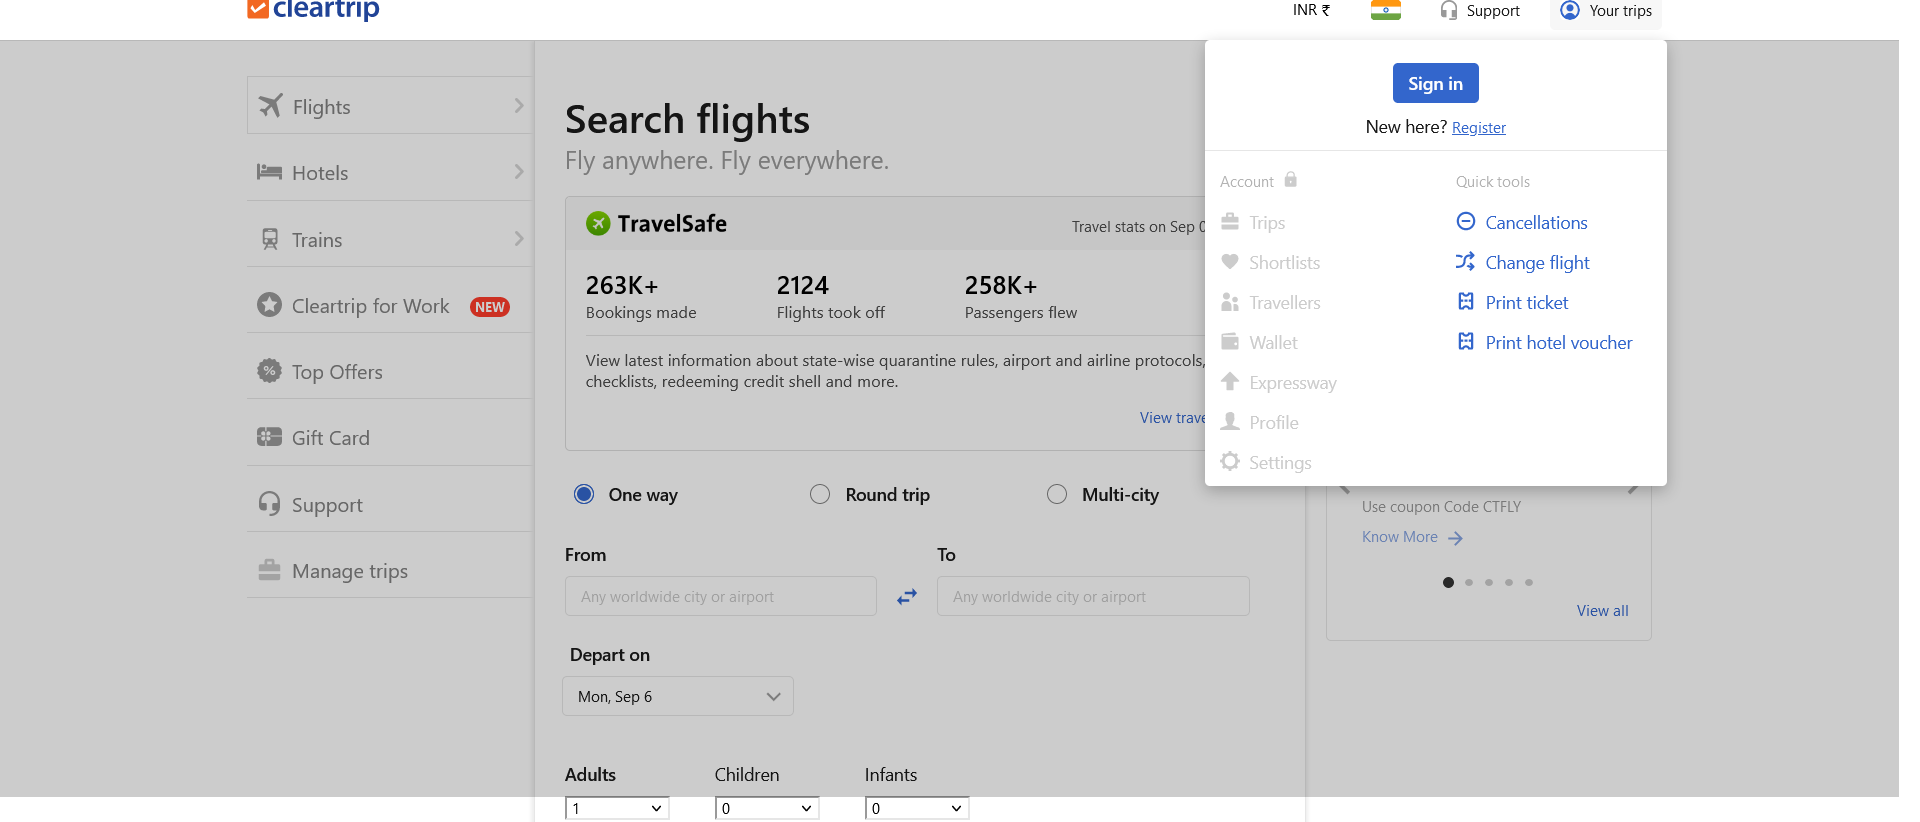 cleartrip
INR ₹
Support
Your trips
Flights
Hotels
Trains
Cleartrip for Work NEW
Top Offers
Gift Card
Support
Manage trips
Search flights
Fly anywhere. Fly everywhere.
TravelSafe
Travel stats on Sep
263K+
Bookings made
2124
Flights took off
258K+
Passengers flew
View latest information about state-wise quarantine rules, airport and airline protocols,
checklists, redeeming credit shell and more.
View
One way
Round trip
Multi-city
From
Any worldwide city or airport
To
Any worldwide city or airport
Depart on
Mon, Sep 6
Adults
1
Children
0
Infants
0
Sign in
New here? Register
Account
Trips
Shortlists
Travellers
Wallet
Expressway
Profile
Settings
Quick tools
Cancellations
Change flight
Print ticket
Print hotel voucher
Use coupon Code CTFLY
Know More
View all